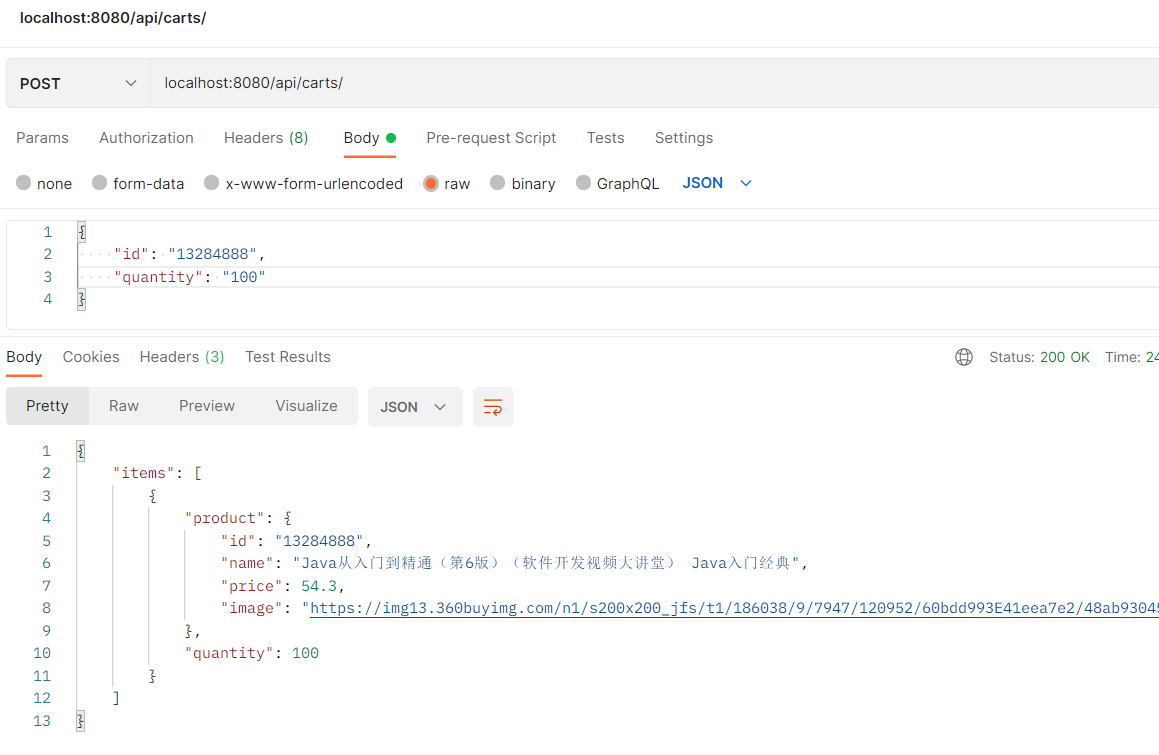 localhost:8080/api/carts/
POST localhost:8080/api/carts/
Params Authorization Headers (8) Body Pre-request Script Tests Settings
none form-data x-www-form-urlencoded raw binary GraphQL JSON
1 {
2 "id": "13284888",
3 "quantity": "100"
4 }
Body Cookies Headers (3) Test Results Status: 200 OK Time: 24
Pretty Raw Preview Visualize JSON
1 {
2 "items": [
3 {
4 "product": {
5 "id": "13284888",
6 "name": "Java从入门到精通（第6版）（软件开发视频大讲堂） Java入门经典",
7 "price": 54.3,
8 "image": "https://img13.360buyimg.com/n1/s200x200_jfs/t1/186038/9/7947/120952/60bdd993E41eea7e2/48ab93045
9 },
10 "quantity": 100
11 }
12 ]
13 }